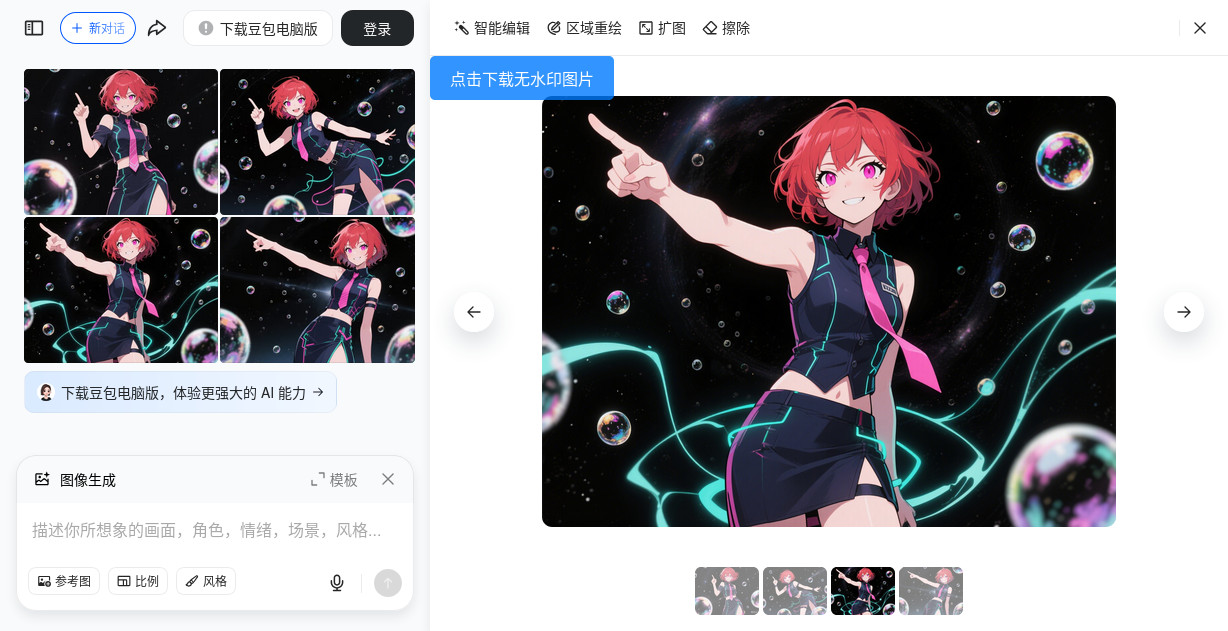 新对话
下载豆包电脑版
登录
智能编辑
区域重绘
扩图
擦除
点击下载无水印图片
下载豆包电脑版，体验更强大的 AI 能力
图像生成
模板
描述你所想象的画面，角色，情绪，场景，风格...
参考图
比例
风格